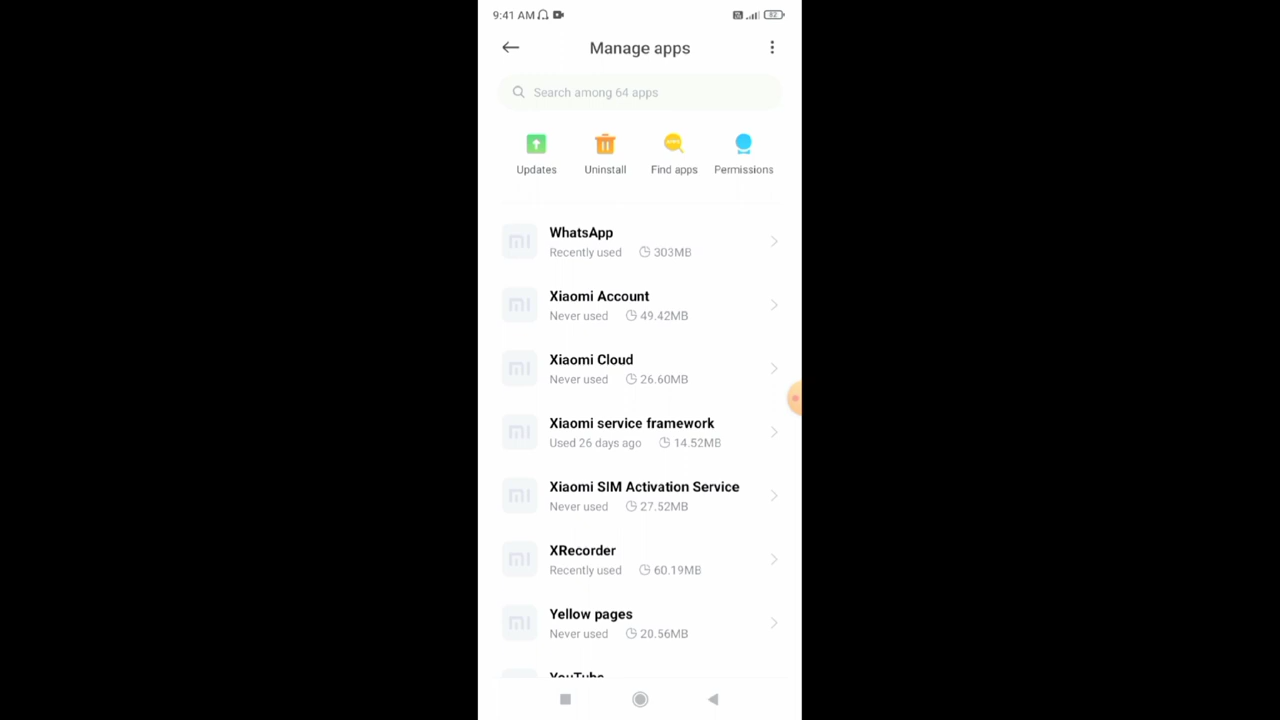 9:41 AM
82
Manage apps
Search among 64 apps
Updates Uninstall Find apps Permissions
WhatsApp
Recently used 303MB
Xiaomi Account
Never used 49.42MB
Xiaomi Cloud
Never used 26.60MB
Xiaomi service framework
Used 26 days ago 14.52MB
Xiaomi SIM Activation Service
Never used 27.52MB
XRecorder
Recently used 60.19MB
Yellow pages
Never used 20.56MB
YouTube